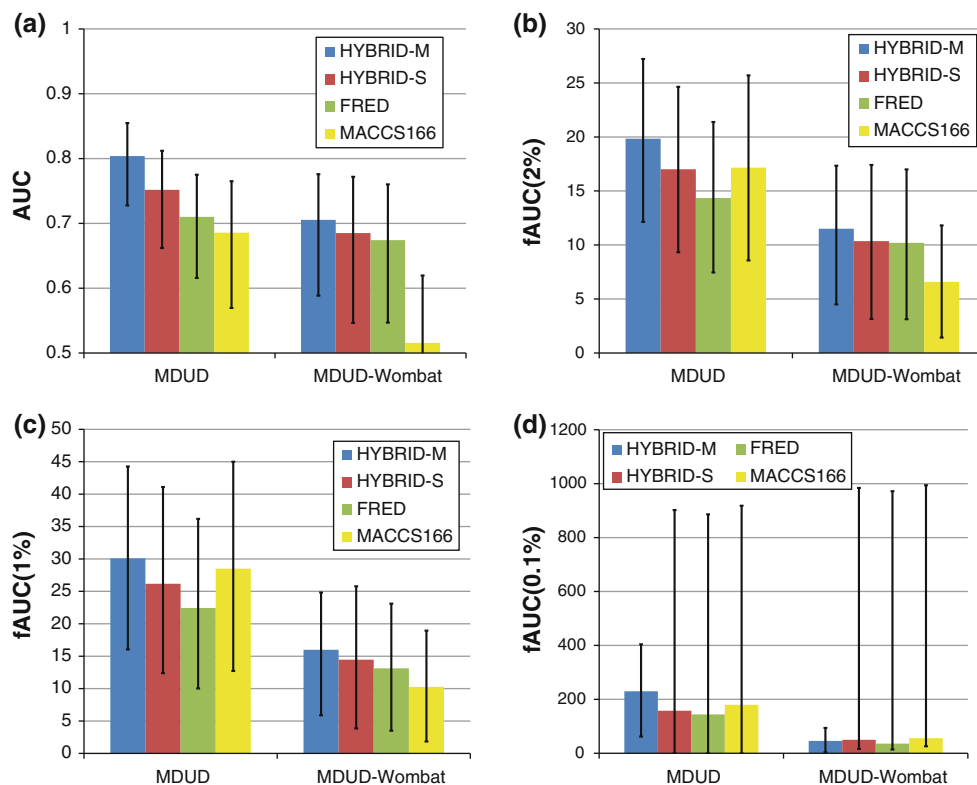 (a)
AUC
1
0.9
0.8
0.7
0.6
0.5
HYBRID-M
HYBRID-S
FRED
MACCS166
MDUD
MDUD-Wombat
(b)
fAUC(2%)
30
25
20
15
10
5
0
HYBRID-M
HYBRID-S
FRED
MACCS166
MDUD
MDUD-Wombat
(c)
fAUC(1%)
50
45
40
35
30
25
20
15
10
5
0
HYBRID-M
HYBRID-S
FRED
MACCS166
MDUD
MDUD-Wombat
(d)
fAUC(0.1%)
1200
1000
800
600
400
200
0
HYBRID-M FRED
HYBRID-S MACCS166
MDUD
MDUD-Wombat